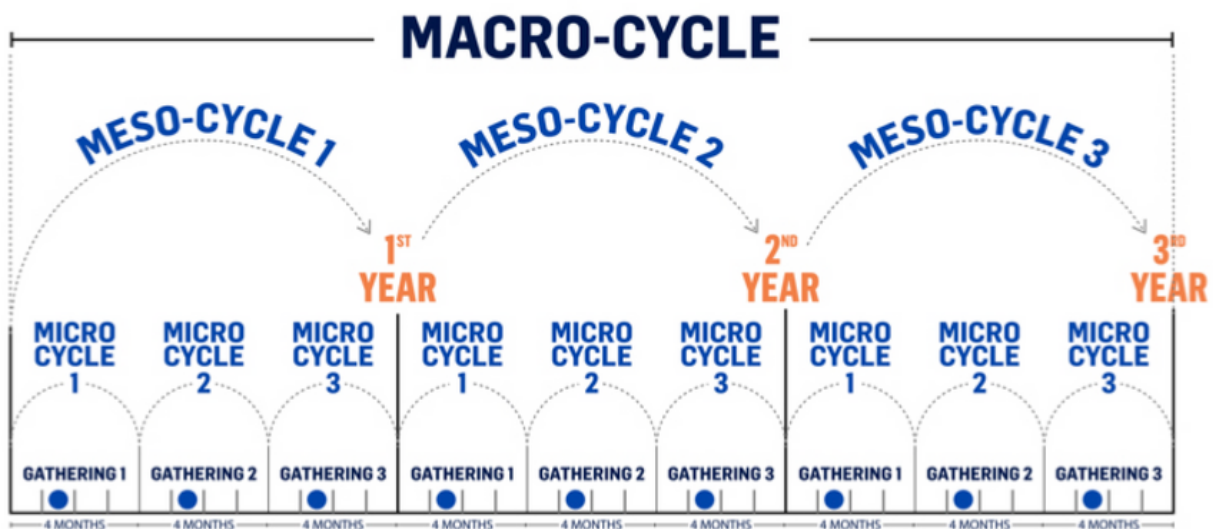 MACRO-CYCLE
MESO-CYCLE 1 MESO-CYCLE 2 MESO-CYCLE 3
1ST YEAR 2ND YEAR 3RD YEAR
MICRO CYCLE 1 MICRO CYCLE 2 MICRO CYCLE 3 MICRO CYCLE 1 MICRO CYCLE 2 MICRO CYCLE 3 MICRO CYCLE 1 MICRO CYCLE 2 MICRO CYCLE 3
GATHERING 1 GATHERING 2 GATHERING 3 GATHERING 1 GATHERING 2 GATHERING 3 GATHERING 1 GATHERING 2 GATHERING 3
4 MONTHS 4 MONTHS 4 MONTHS 4 MONTHS 4 MONTHS 4 MONTHS 4 MONTHS 4 MONTHS 4 MONTHS